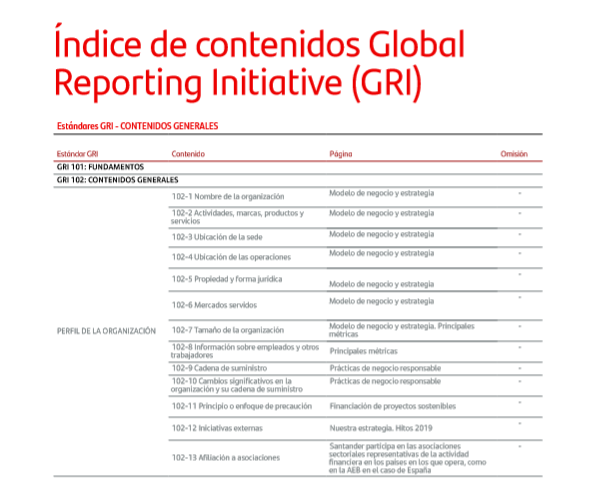 Índice de contenidos Global
Reporting Initiative (GRI)
Estándares GRI - CONTENIDOS GENERALES
Estándar GRI Contenido Página Omisión
GRI 101: FUNDAMENTOS
GRI 102: CONTENIDOS GENERALES
102-1 Nombre de la organización Modelo de negocio y estrategia -
102-2 Actividades, marcas, productos y
servicios Modelo de negocio y estrategia -
102-3 Ubicación de la sede Modelo de negocio y estrategia -
102-4 Ubicación de las operaciones Modelo de negocio y estrategia -
102-5 Propiedad y forma jurídica Modelo de negocio y estrategia -
102-6 Mercados servidos Modelo de negocio y estrategia -
PERFIL DE LA ORGANIZACIÓN 102-7 Tamaño de la organización Modelo de negocio y estrategia. Principales
métricas -
102-8 Información sobre empleados y otros
trabajadores Principales métricas -
102-9 Cadena de suministro Prácticas de negocio responsable -
102-10 Cambios significativos en la
organización y su cadena de suministro Prácticas de negocio responsable -
102-11 Principio o enfoque de precaución Financiación de proyectos sostenibles -
102-12 Iniciativas externas Nuestra estrategia. Hitos 2019 -
102-13 Afiliación a asociaciones Santander participa en las asociaciones
sectoriales representativas de la actividad
financiera en los países en los que opera, como
en la AEB en el caso de España -